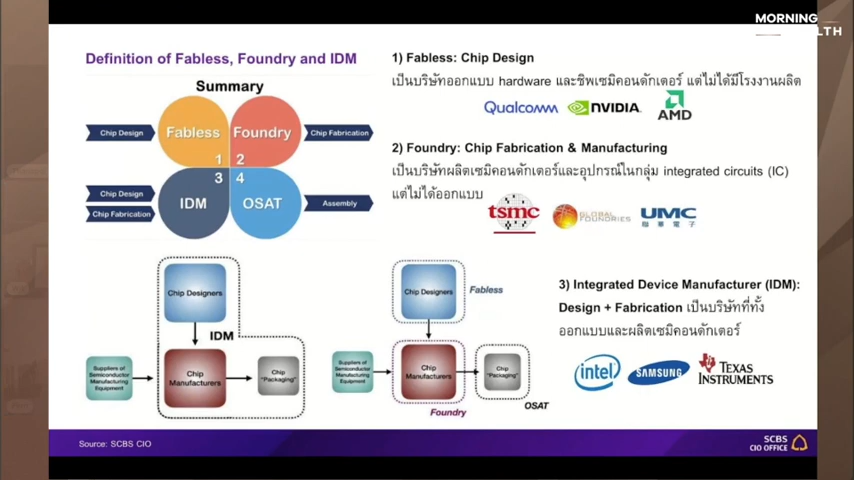 MORNING
LTH
Definition of Fabless, Foundry and IDM
Summary
Chip Design
Fabless
Foundry
Chip Fabrication
1
2
3
4
Chip Design
Chip Fabrication
IDM
OSAT
Assembly
Chip Designers
IDM
Suppliers of
Semiconductor
Manufacturing
Equipment
Chip
Manufacturers
Chip
"Packaging"
Chip Designers
Fabless
Suppliers of
Semiconductor
Manufacturing
Equipment
Chip
Manufacturers
Chip
"Packaging"
Foundry
OSAT
1) Fabless: Chip Design
เป็นบริษัทออกแบบ hardware และชิพเซมิคอนดักเตอร์ แต่ไม่ได้มีโรงงานผลิต
Qualcomm
NVIDIA
AMD
2) Foundry: Chip Fabrication & Manufacturing
เป็นบริษัทผลิตเซมิคอนดักเตอร์และอุปกรณ์ในกลุ่ม integrated circuits (IC)
แต่ไม่ได้ออกแบบ
tsmc
GLOBAL
FOUNDRIES
UMC
聯華電子
3) Integrated Device Manufacturer (IDM):
Design + Fabrication เป็นบริษัทที่ทั้ง
ออกแบบและผลิตเซมิคอนดักเตอร์
intel
SAMSUNG
TEXAS
INSTRUMENTS
Source: SCBS CIO
SCBS
CIO OFFICE